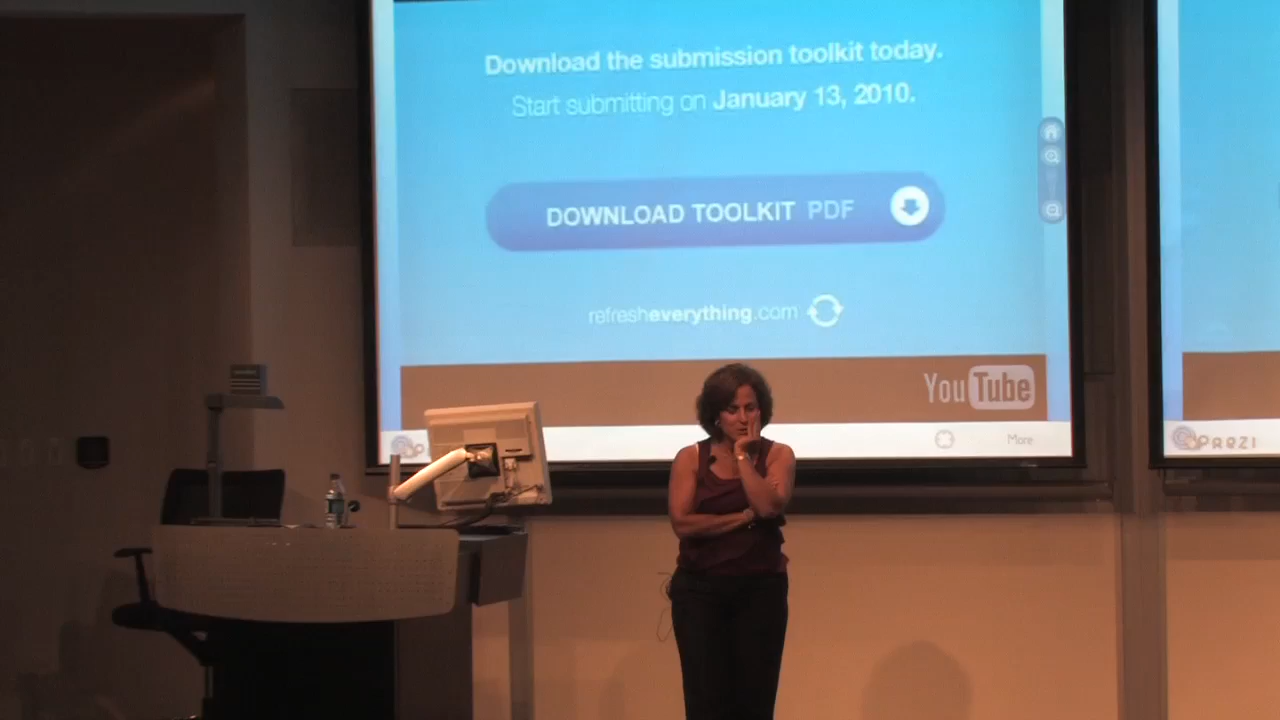 Download the submission toolkit today.
Start submitting on January 13, 2010.
DOWNLOAD TOOLKIT PDF
refresheverything.com
YouTube
More
PREZI